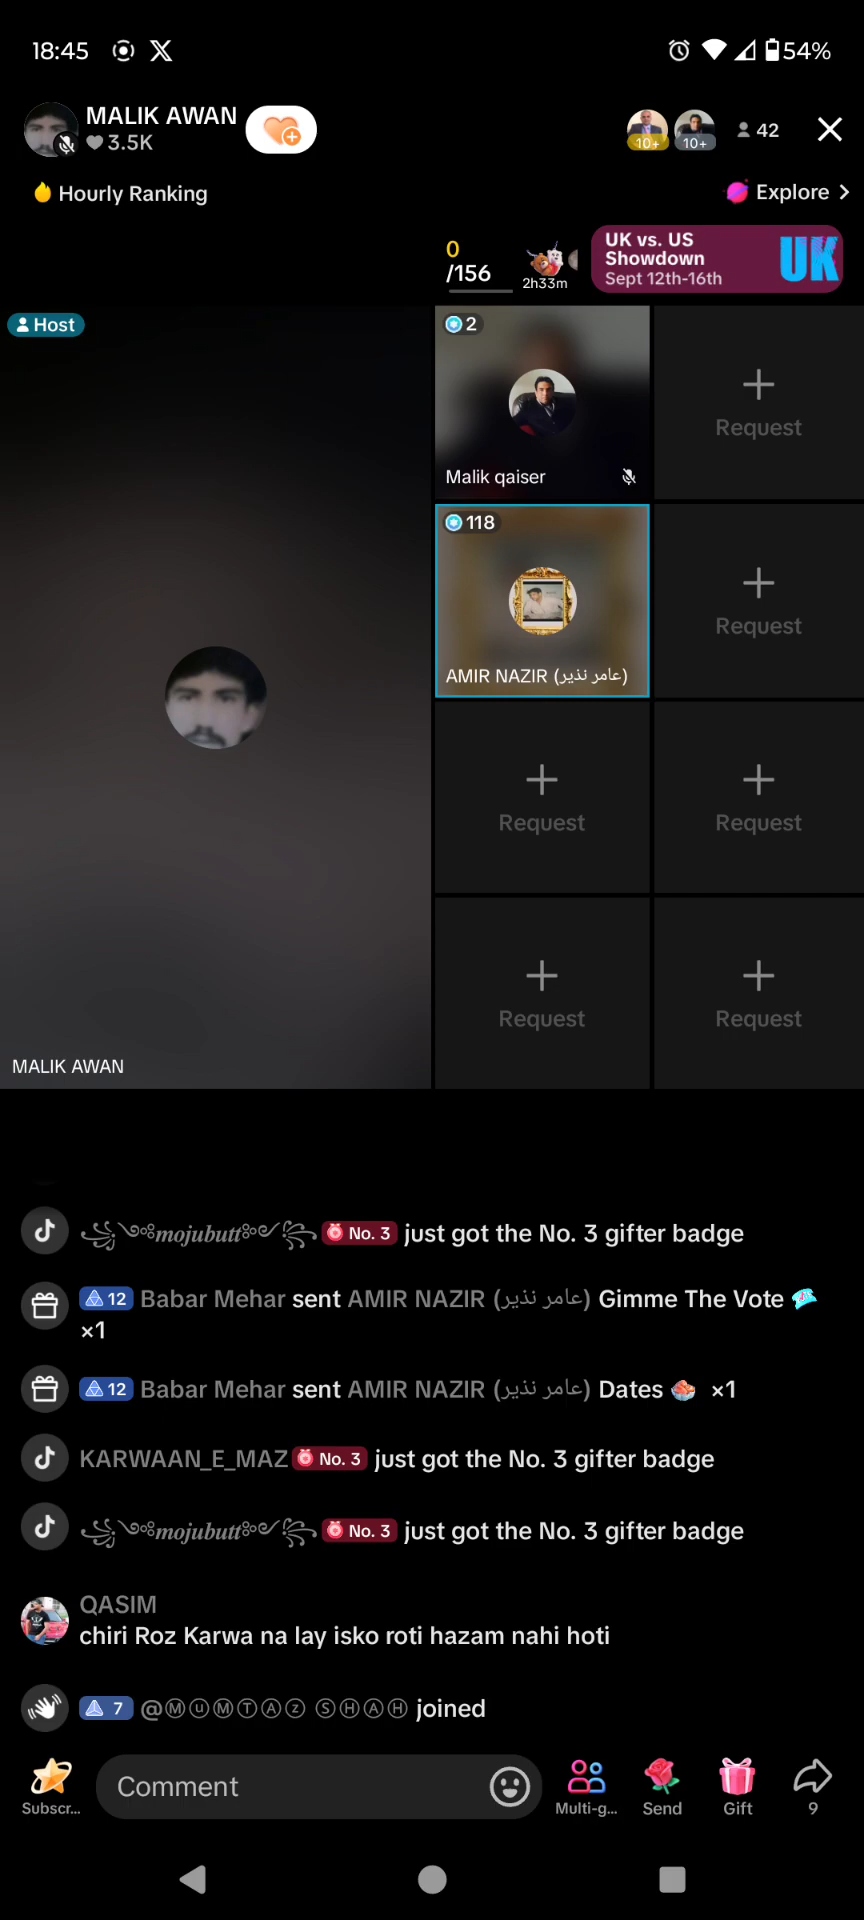 18:45
54%
MALIK AWAN
3.5K
10+
10+
42
Hourly Ranking
Explore
0
/156
2h33m
UK vs. US
Showdown
Sept 12th-16th
UK
Host
2
Malik qaiser
Request
118
AMIR NAZIR (عامر نذیر)
Request
Request
Request
Request
Request
MALIK AWAN
꧁༺mojubutt༻꧂ No. 3 just got the No. 3 gifter badge
12 Babar Mehar sent AMIR NAZIR (عامر نذیر) Gimme The Vote
×1
12 Babar Mehar sent AMIR NAZIR (عامر نذیر) Dates ×1
KARWAAN_E_MAZ No. 3 just got the No. 3 gifter badge
꧁༺mojubutt༻꧂ No. 3 just got the No. 3 gifter badge
QASIM
chiri Roz Karwa na lay isko roti hazam nahi hoti
7 @ⓂⓤⓂⓉⒶⓩ ⓈⒽⒶⒽ joined
Comment
Subscr...
Multi-g...
Send
Gift
9